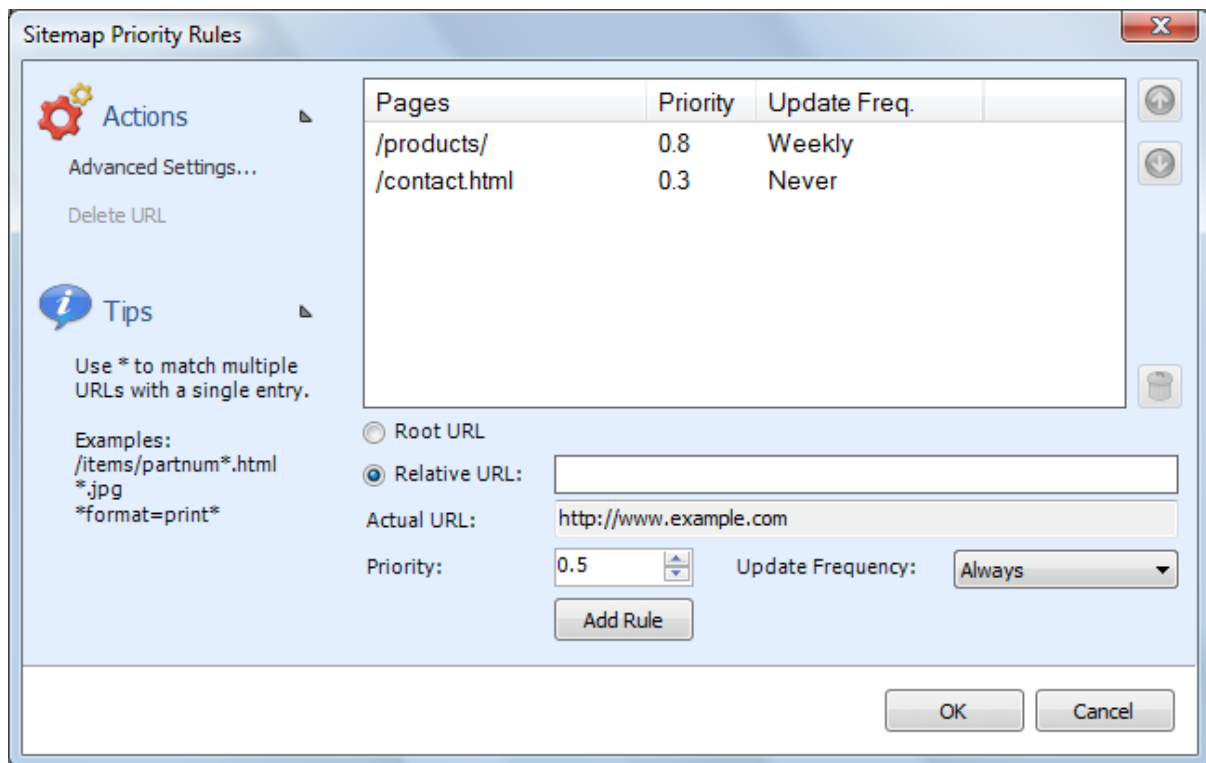 Sitemap Priority Rules
Actions
Advanced Settings...
Delete URL
Tips
Use * to match multiple
URLs with a single entry.
Examples:
/items/partnum*.html
*.jpg
*format=print*
Pages Priority Update Freq.
/products/ 0.8 Weekly
/contact.html 0.3 Never
Root URL
Relative URL:
Actual URL: http://www.example.com
Priority: 0.5 Update Frequency: Always
Add Rule
OK Cancel